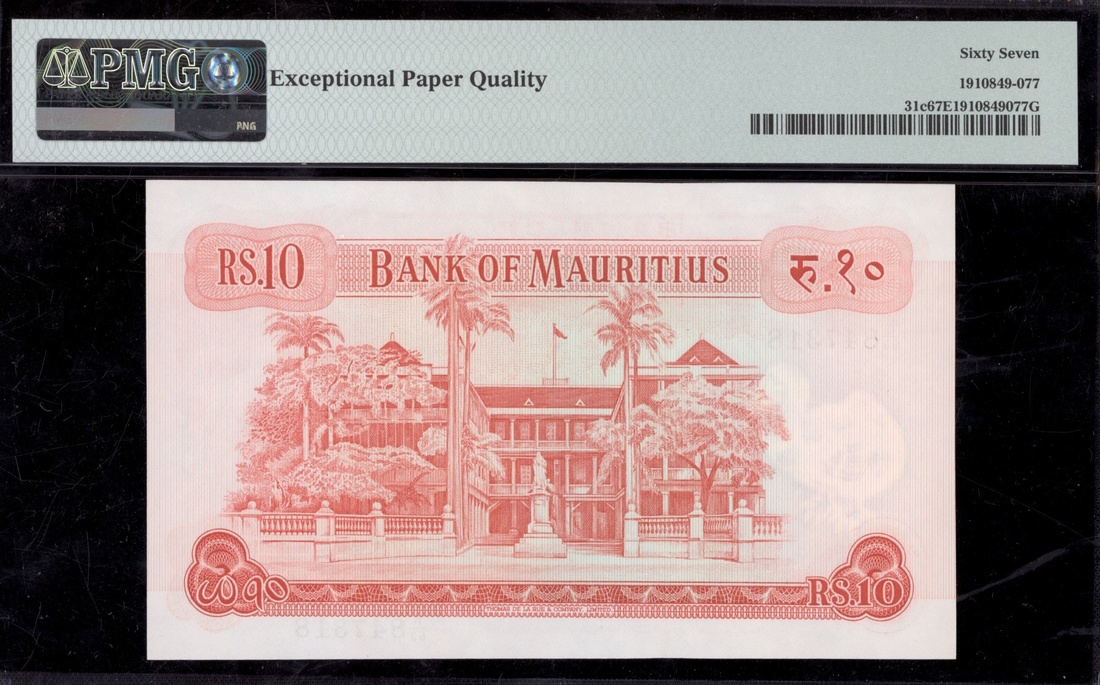 PMG
PNG
Exceptional Paper Quality
Sixty Seven
1910849-077
31c67E1910849077G
RS.10
BANK OF MAURITIUS
रु.१०
RS.10
THOMAS DE LA RUE & COMPANY, LIMITED